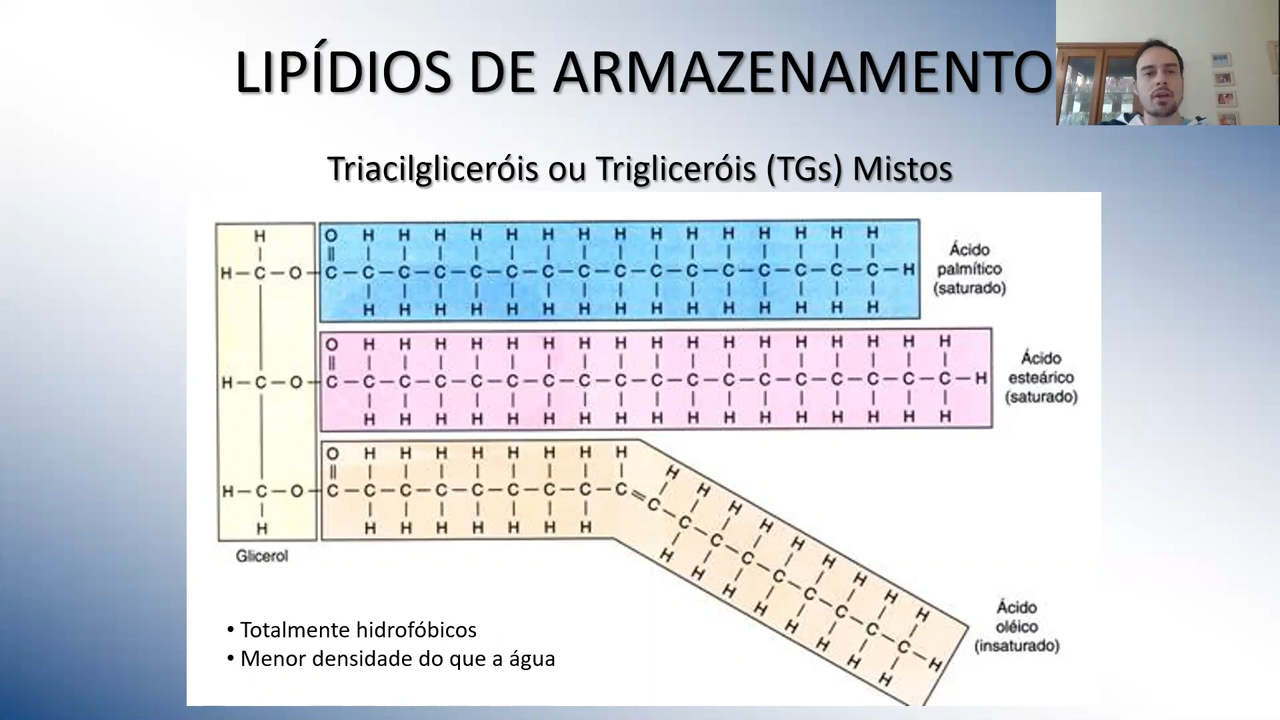 LIPÍDIOS DE ARMAZENAMENTO
Triacilgliceróis ou Trigliceróis (TGs) Mistos
H O H H H H H H H H H H H H H H H
H-C-O-C-C-C-C-C-C-C-C-C-C-C-C-C-C-C-C-H
H H H H H H H H H H H H H H H
Ácido
palmítico
(saturado)
O H H H H H H H H H H H H H H H H H
H-C-O-C-C-C-C-C-C-C-C-C-C-C-C-C-C-C-C-C-C-H
H H H H H H H H H H H H H H H H H
Ácido
esteárico
(saturado)
O H H H H H H H H H H H H H H H H H
H-C-O-C-C-C-C-C-C-C-C-C=C-C-C-C-C-C-C-C-C-H
H H H H H H H H H H H H H H H H
Glicerol
Ácido
oléico
(insaturado)
• Totalmente hidrofóbicos
• Menor densidade do que a água